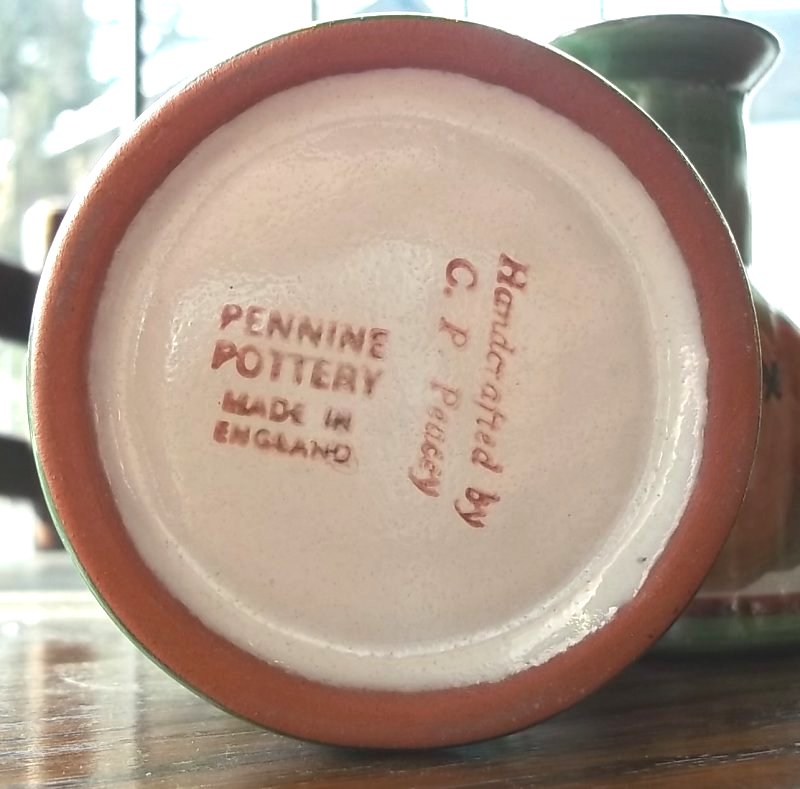 PENNINE
POTTERY
MADE IN
ENGLAND
Handcrafted by
C. P Peacey